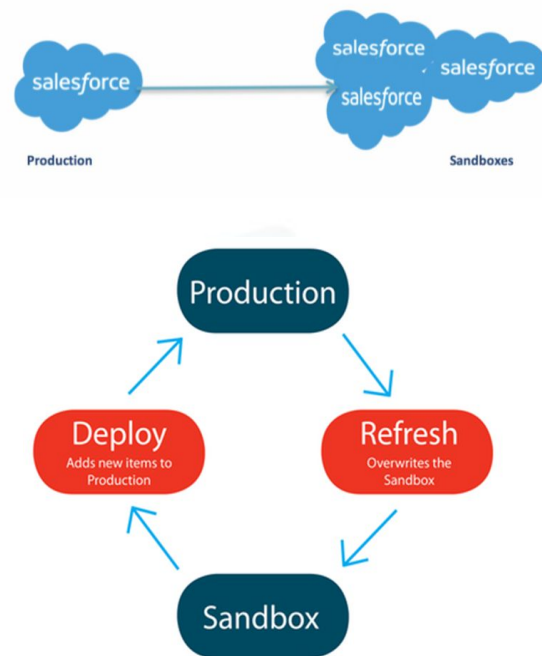 salesforce
salesforce
salesforce
salesforce
Production
Sandboxes
Production
Deploy
Adds new items to
Production
Refresh
Overwrites the
Sandbox
Sandbox